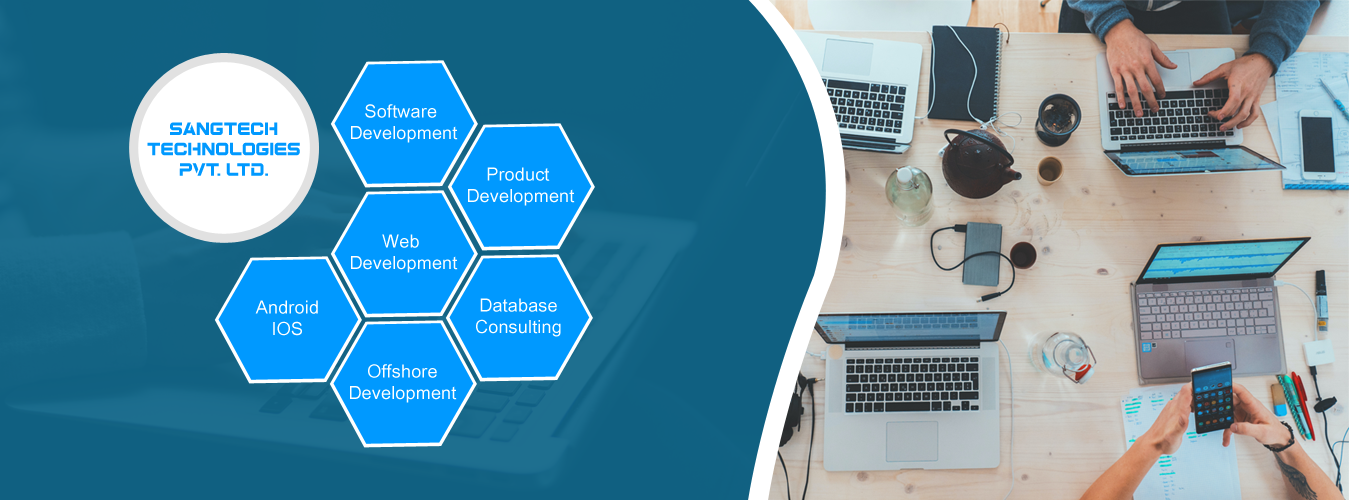 SANGTECH
TECHNOLOGIES
PVT. LTD.
Software
Development
Product
Development
Web
Development
Android
IOS
Database
Consulting
Offshore
Development